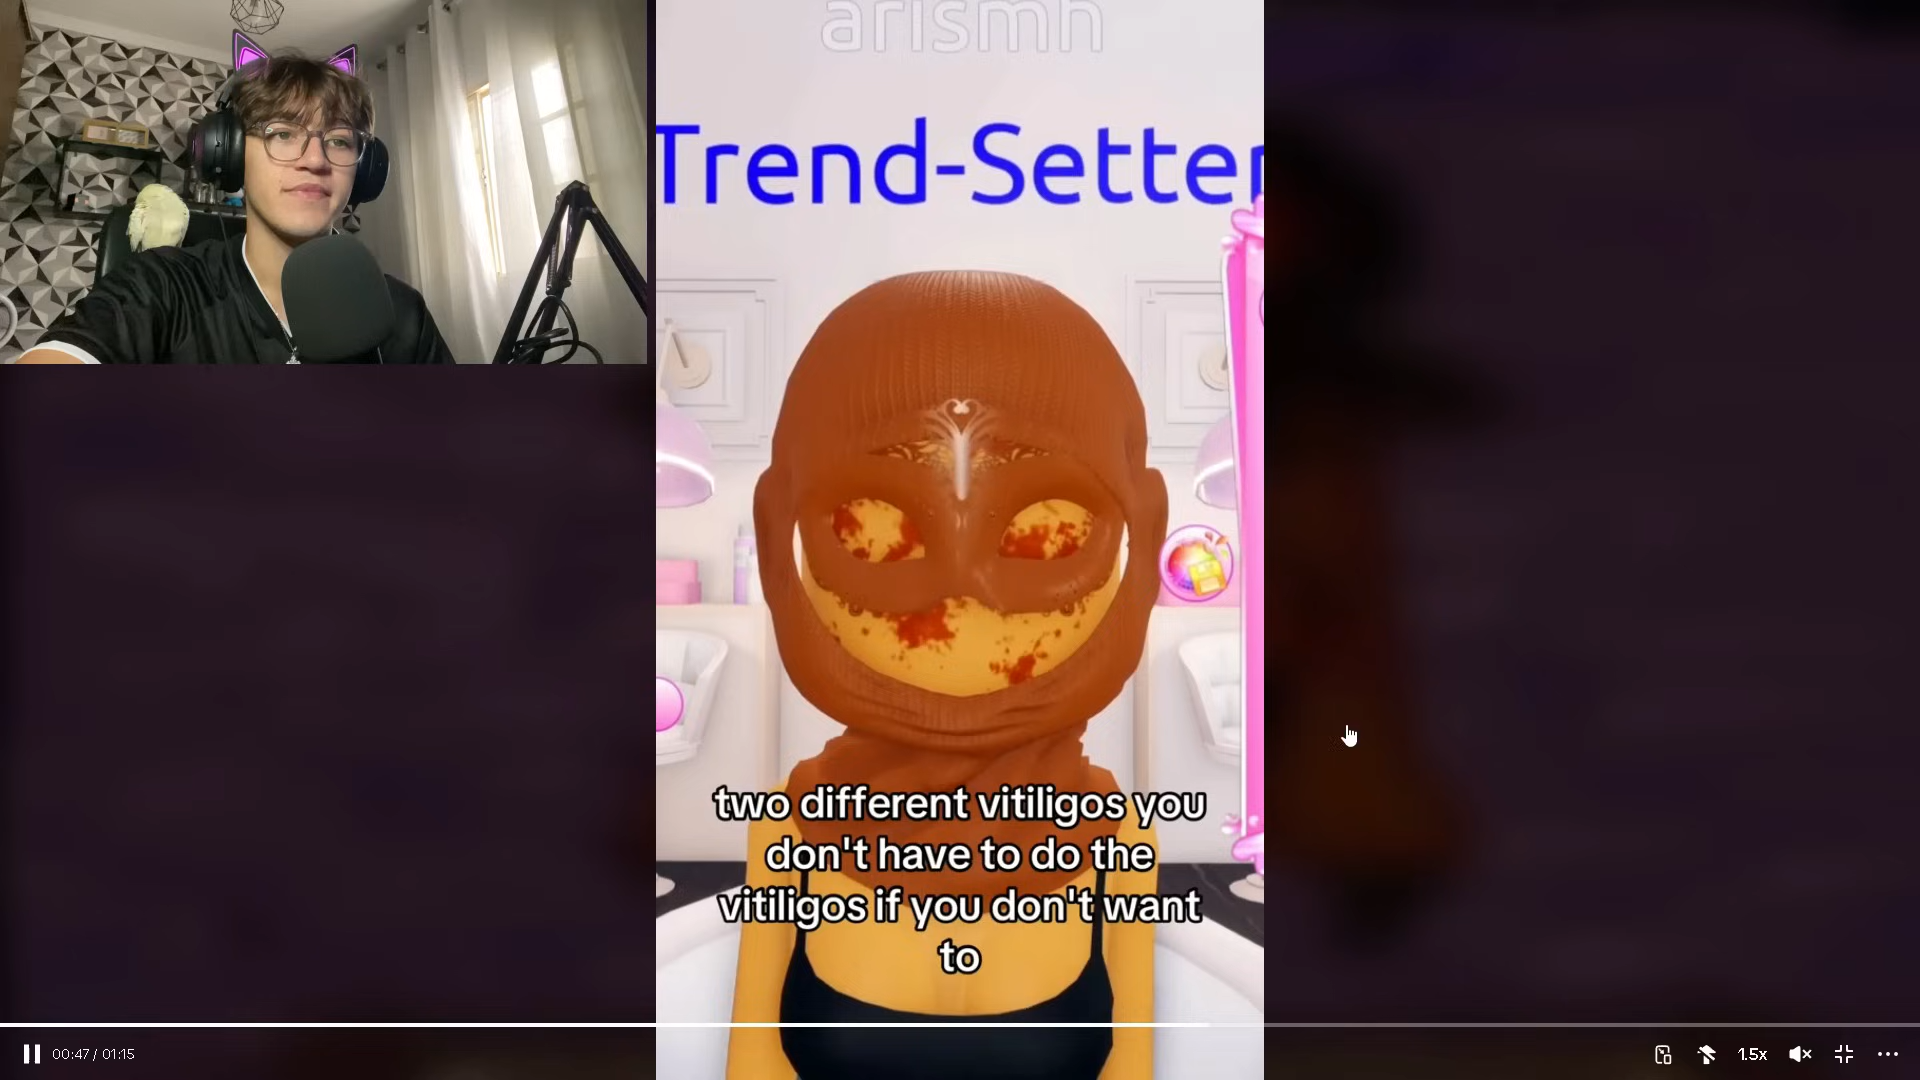 arismh
Trend-Setter
two different vitiligos you
don't have to do the
vitiligos if you don't want
to
00:47 / 01:15
1.5x